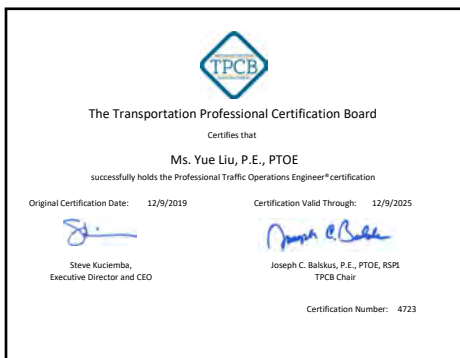 TPCB
The Transportation Professional Certification Board
Certifies that
Ms. Yue Liu, P.E., PTOE
successfully holds the Professional Traffic Operations Engineer® certification
Original Certification Date: 12/9/2019 Certification Valid Through: 12/9/2025
Joseph C. Balskus
Steve Kuciemba, Joseph C. Balskus, P.E., PTOE, RSP1
Executive Director and CEO TPCB Chair
Certification Number: 4723